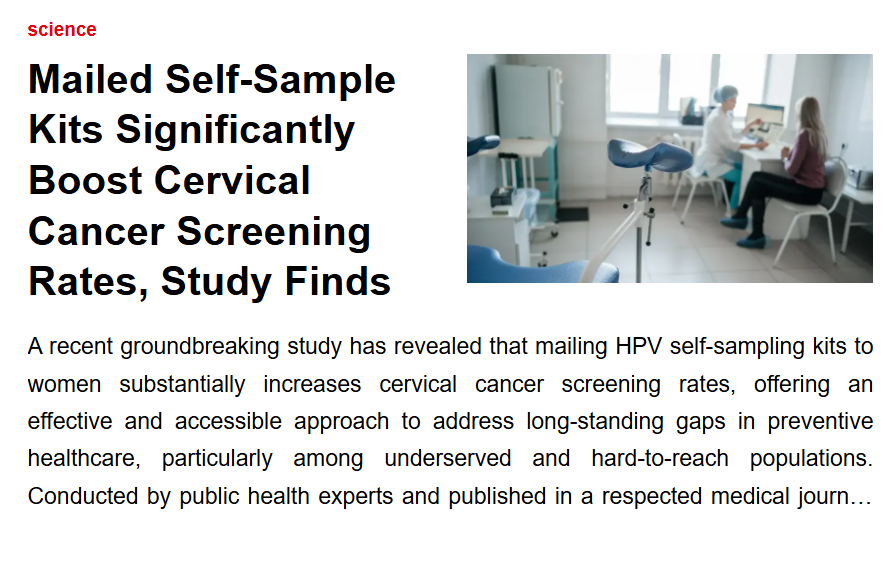 science
Mailed Self-Sample
Kits Significantly
Boost Cervical
Cancer Screening
Rates, Study Finds
A recent groundbreaking study has revealed that mailing HPV self-sampling kits to
women substantially increases cervical cancer screening rates, offering an
effective and accessible approach to address long-standing gaps in preventive
healthcare, particularly among underserved and hard-to-reach populations.
Conducted by public health experts and published in a respected medical journ…